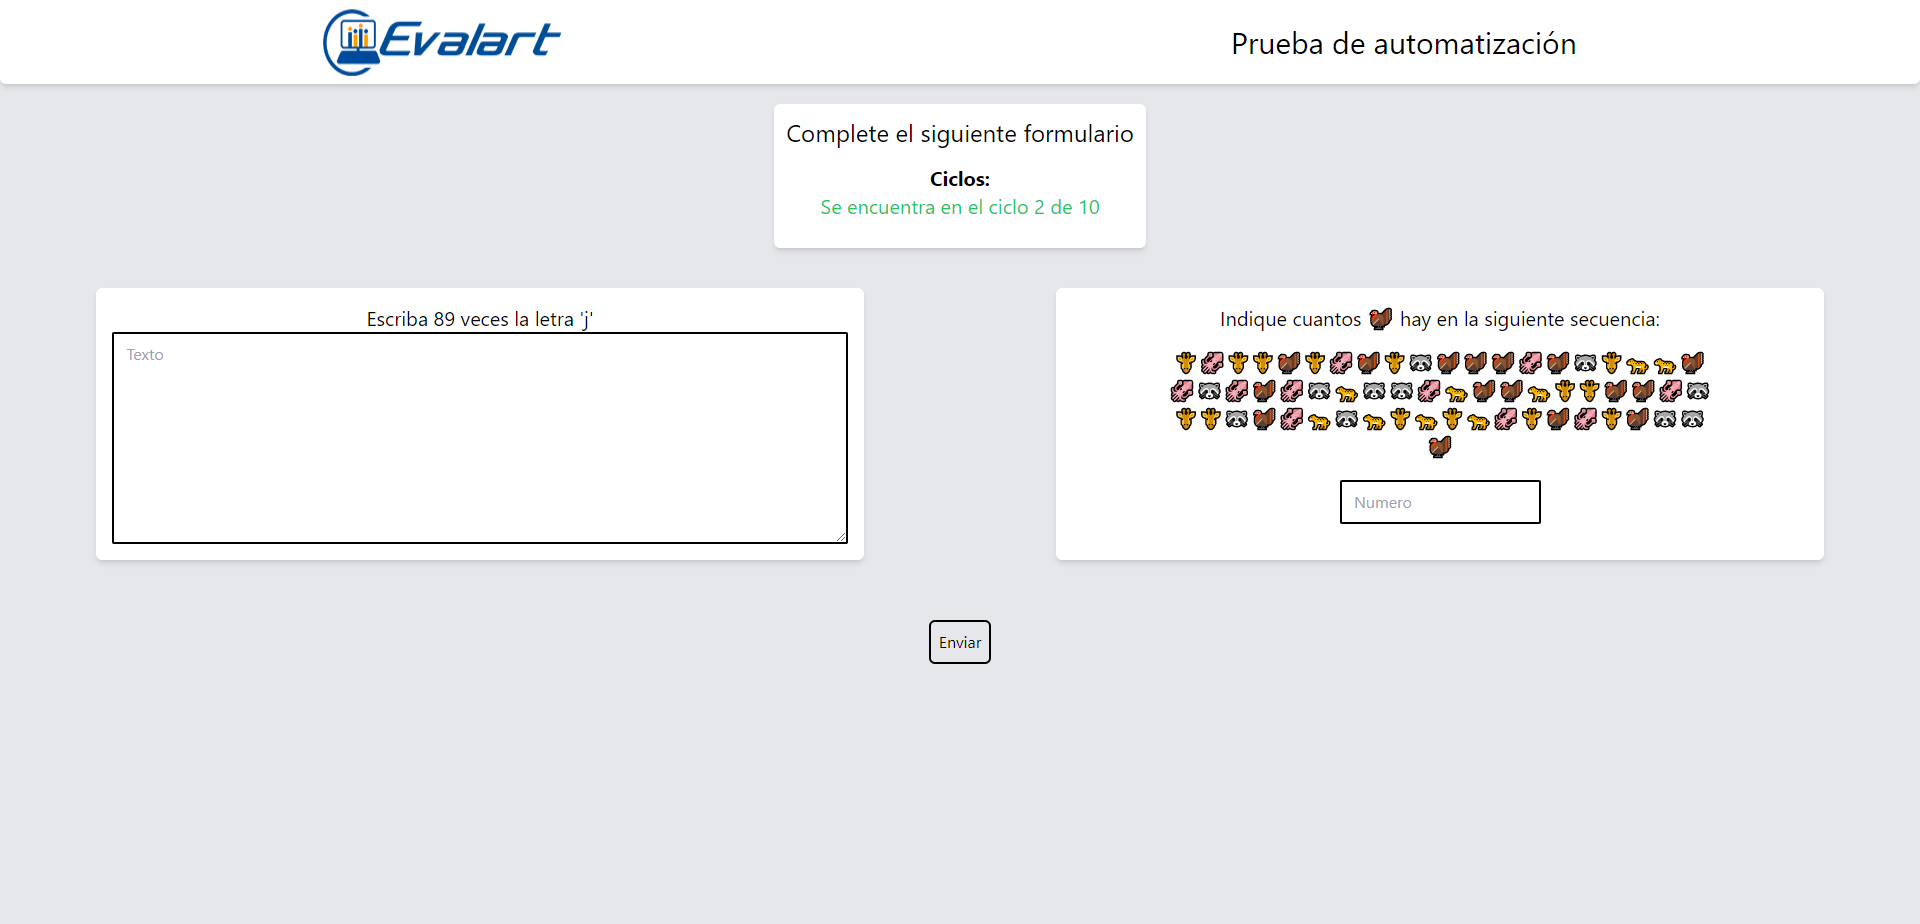 Evalart
Prueba de automatización
Complete el siguiente formulario
Ciclos:
Se encuentra en el ciclo 2 de 10
Escriba 89 veces la letra 'j'
Texto
Indique cuantos 🦃 hay en la siguiente secuencia:
Numero
Enviar